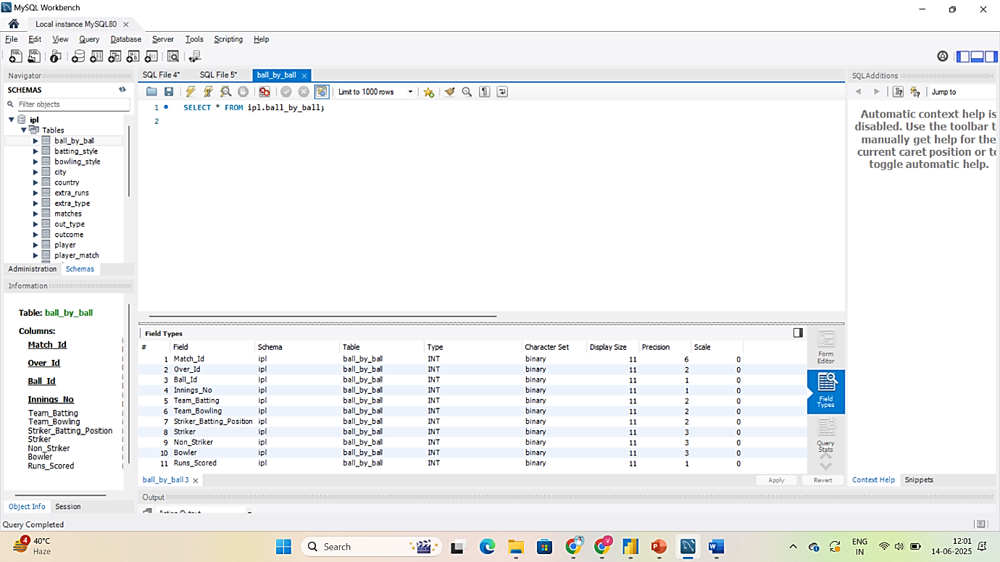 MySQL Workbench
Local instance MySQL80
File Edit View Query Database Server Tools Scripting Help
Navigator
SCHEMAS
Filter objects
ipl
Tables
ball_by_ball
batting_style
bowling_style
city
country
extra_runs
extra_type
matches
out_type
outcome
player
player_match
Administration Schemas
Information
Table: ball_by_ball
Columns:
Match_Id
Over_Id
Ball_Id
Innings_No
Team_Batting
Team_Bowling
Striker_Batting_Position
Striker
Non_Striker
Bowler
Runs_Scored
Object Info Session
Query Completed
SQL File 4* SQL File 5* ball_by_ball
Limit to 1000 rows
1 SELECT * FROM ipl.ball_by_ball;
2
Field Types
# Field Schema Table Type Character Set Display Size Precision Scale
1 Match_Id ipl ball_by_ball INT binary 11 6 0
2 Over_Id ipl ball_by_ball INT binary 11 2 0
3 Ball_Id ipl ball_by_ball INT binary 11 1 0
4 Innings_No ipl ball_by_ball INT binary 11 1 0
5 Team_Batting ipl ball_by_ball INT binary 11 2 0
6 Team_Bowling ipl ball_by_ball INT binary 11 2 0
7 Striker_Batting_Position ipl ball_by_ball INT binary 11 2 0
8 Striker ipl ball_by_ball INT binary 11 3 0
9 Non_Striker ipl ball_by_ball INT binary 11 3 0
10 Bowler ipl ball_by_ball INT binary 11 3 0
11 Runs_Scored ipl ball_by_ball INT binary 11 1 0
Form
Editor
Field
Types
Query
Stats
ball_by_ball 3
Apply Revert
Output
Action Output
SQLAdditions
Jump to
Automatic context help is
disabled. Use the toolbar t
manually get help for the
current caret position or to
toggle automatic help.
Context Help Snippets
4
40°C
Haze
Search
V
ENG
IN
12:01
14-06-2025